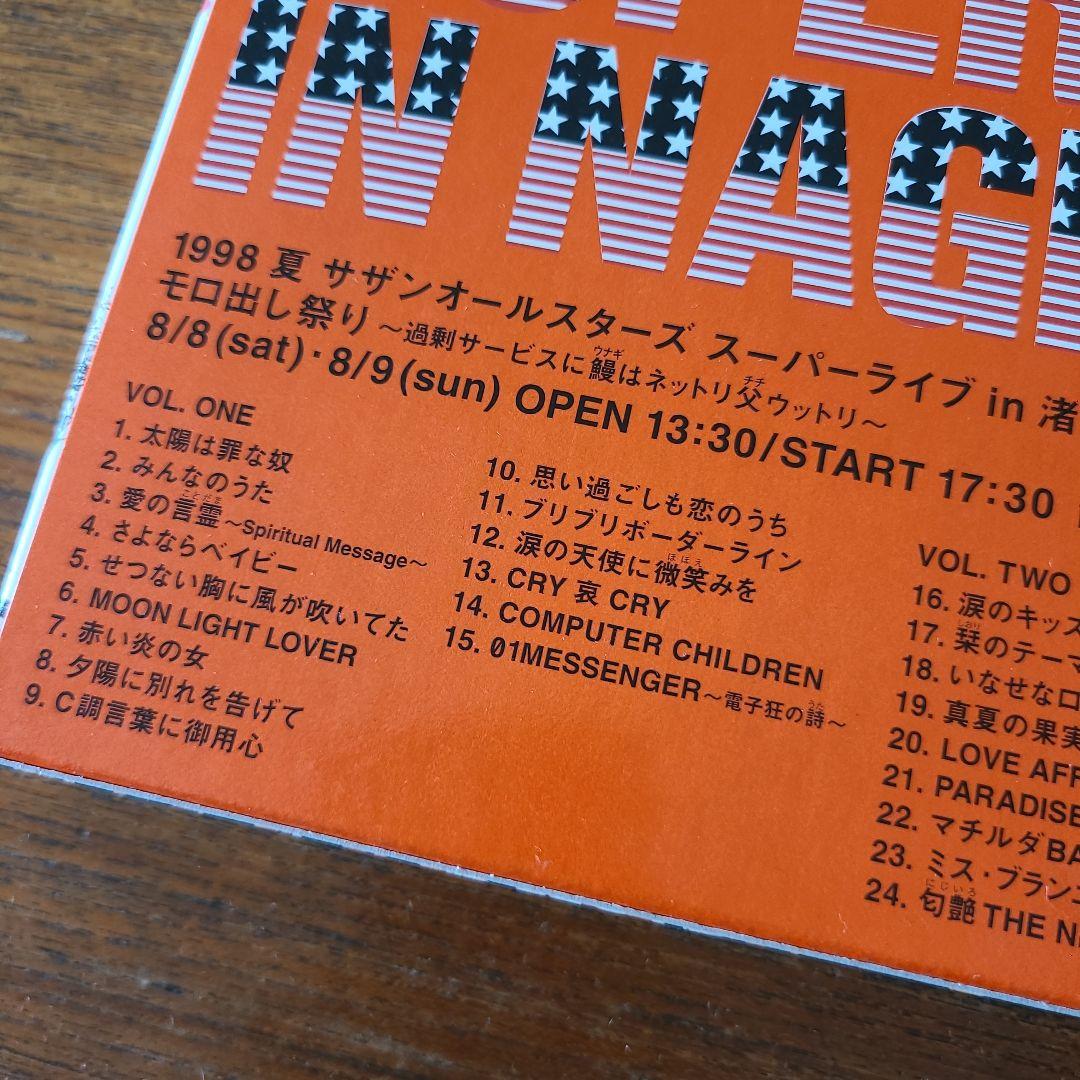 IN NAG
1998 夏 サザンオールスターズ スーパーライブ in 渚
モロ出し祭り ～過剰サービスに鰻はネットリ父ウットリ～
ウナギ
チチ
8/8(sat)・8/9(sun) OPEN 13:30/START 17:30
VOL. ONE
1. 太陽は罪な奴
2. みんなのうた
3. 愛の言霊～Spiritual Message～
ことだま
4. さよならベイビー
5. せつない胸に風が吹いてた
6. MOON LIGHT LOVER
7. 赤い炎の女
8. 夕陽に別れを告げて
9. C調言葉に御用心
10. 思い過ごしも恋のうち
11. ブリブリボーダーライン
12. 涙の天使に微笑みを
ほほえ
13. CRY 哀 CRY
14. COMPUTER CHILDREN
15. 01MESSENGER～電子狂の詩～
うた
VOL. TWO
16. 涙のキッス
17. 栞のテーマ
しおり
18. いなせなロ
19. 真夏の果実
20. LOVE AFF
21. PARADISE
22. マチルダBA
23. ミス・ブラン
24. 匂艶 THE N
にじいろ